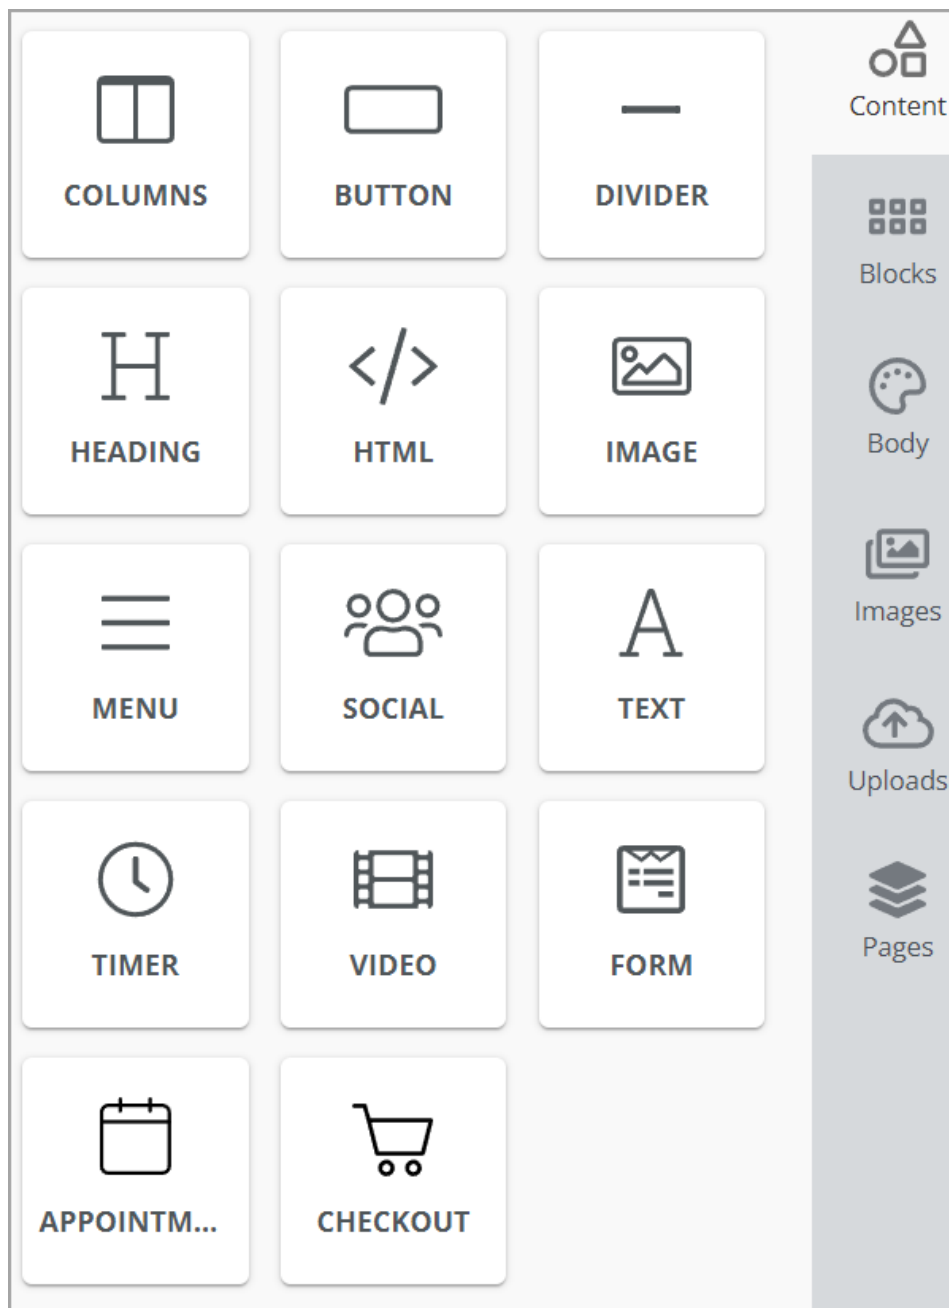 COLUMNS
BUTTON
DIVIDER
HEADING
HTML
IMAGE
MENU
SOCIAL
TEXT
TIMER
VIDEO
FORM
APPOINTM...
CHECKOUT
Content
Blocks
Body
Images
Uploads
Pages